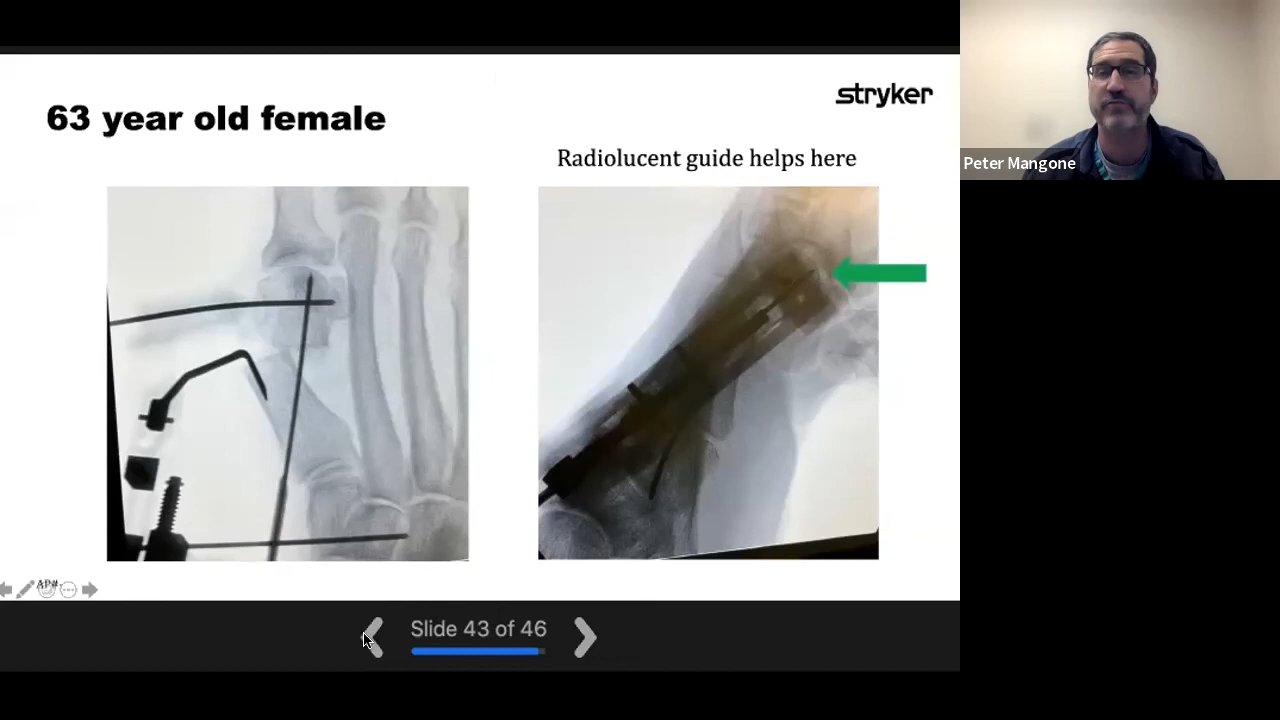 stryker
63 year old female
Radiolucent guide helps here
Peter Mangone
Slide 43 of 46